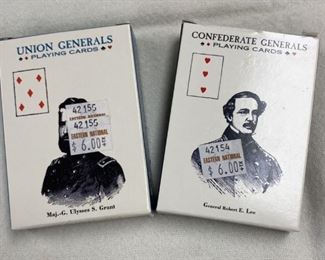 UNION GENERALS
PLAYING CARDS
42155
EASTERN NATIONAL
42155
EASTERN NATIONAL
$ 6.00
Maj.-G. Ulysses S. Grant
CONFEDERATE GENERALS
PLAYING CARDS
42154
EASTERN NATIONAL
$ 6.00
General Robert E. Lee